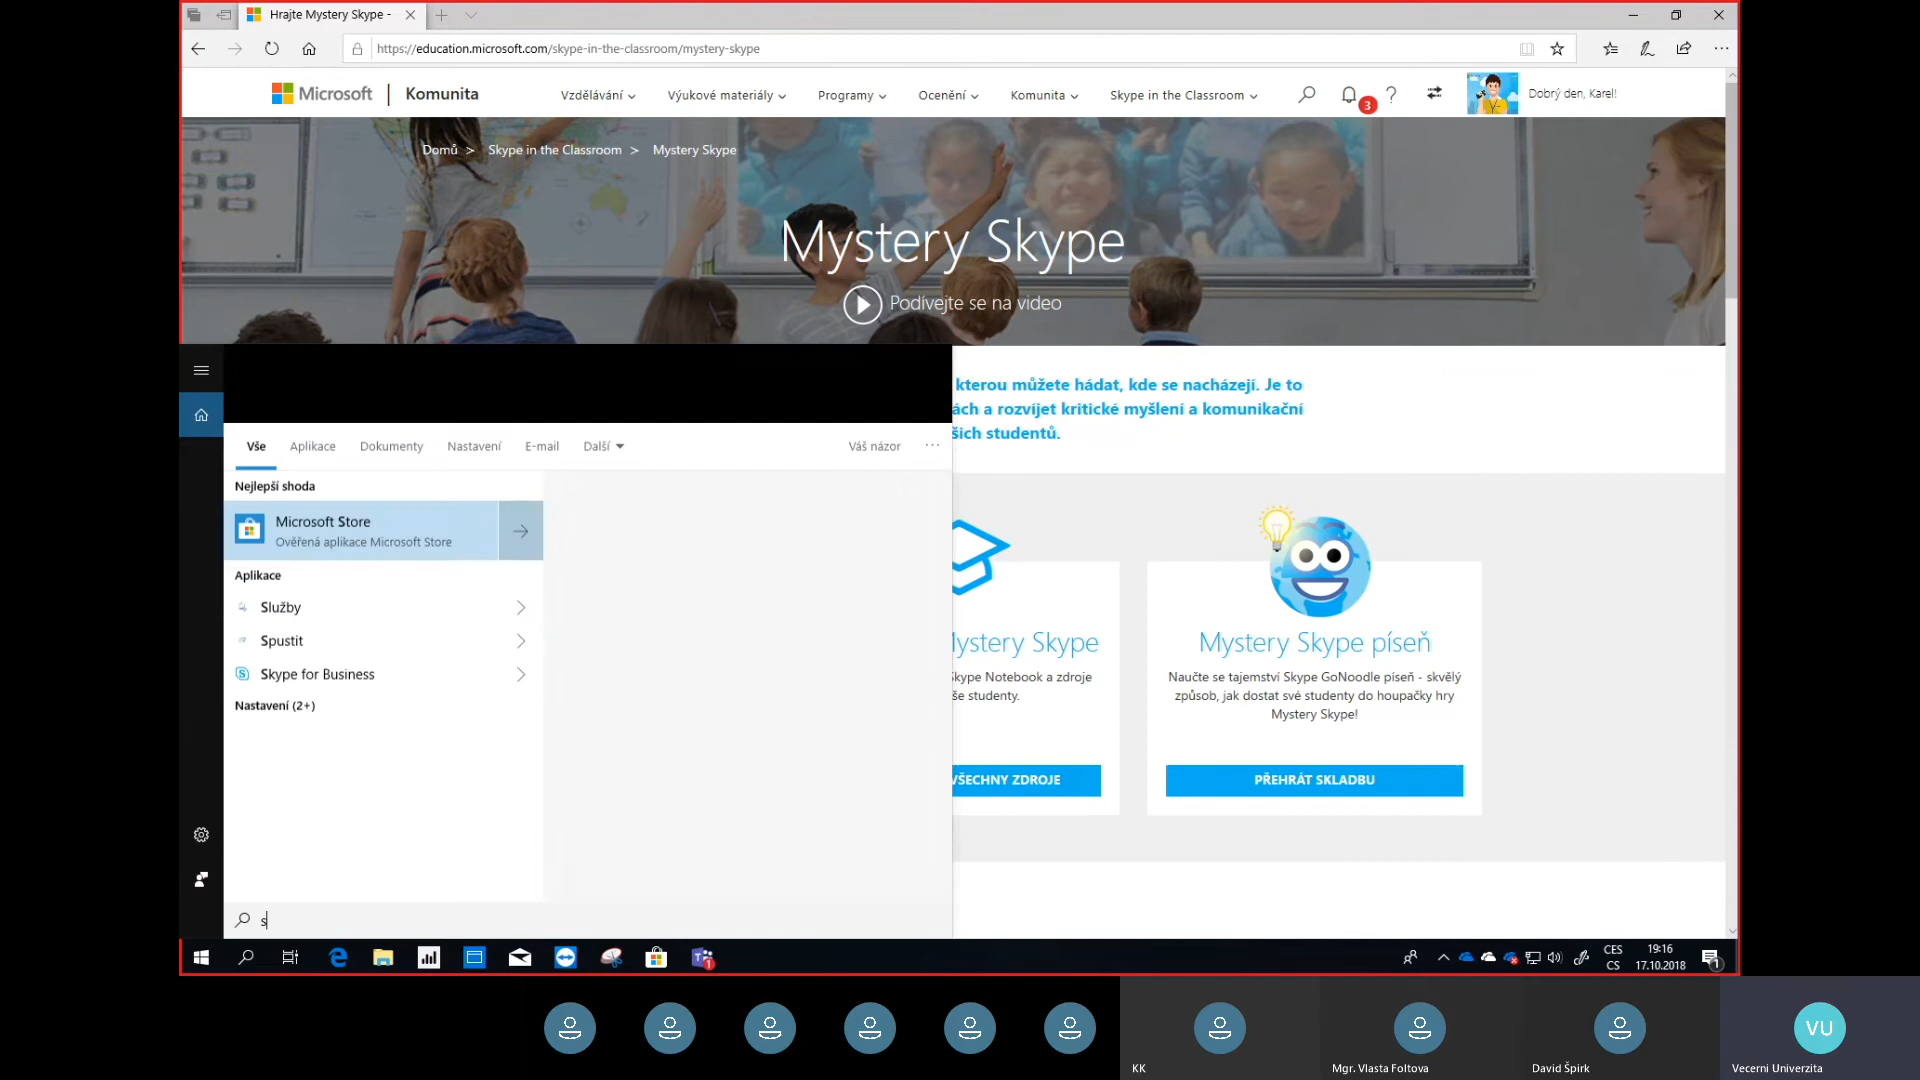 Hrajte Mystery Skype -
https://education.microsoft.com/skype-in-the-classroom/mystery-skype
Microsoft | Komunita
Vzdělávání
Výukové materiály
Programy
Ocenění
Komunita
Skype in the Classroom
3
Dobrý den, Karel!
Domů > Skype in the Classroom > Mystery Skype
Mystery Skype
Podívejte se na video
kterou můžete hádat, kde se nacházejí. Je to
ách a rozvíjet kritické myšlení a komunikační
šich studentů.
Vše
Aplikace
Dokumenty
Nastavení
E-mail
Další
Váš názor
Nejlepší shoda
Microsoft Store
Ověřená aplikace Microsoft Store
Aplikace
Služby
Spustit
Skype for Business
Nastavení (2+)
s
Mystery Skype
Skype Notebook a zdroje
še studenty.
VŠECHNY ZDROJE
Mystery Skype píseň
Naučte se tajemství Skype GoNoodle píseň - skvělý
způsob, jak dostat své studenty do houpačky hry
Mystery Skype!
PŘEHRÁT SKLADBU
CES
CS
19:16
17.10.2018
1
KK
Mgr. Vlasta Foltova
David Špirk
VU
Vecerni Univerzita